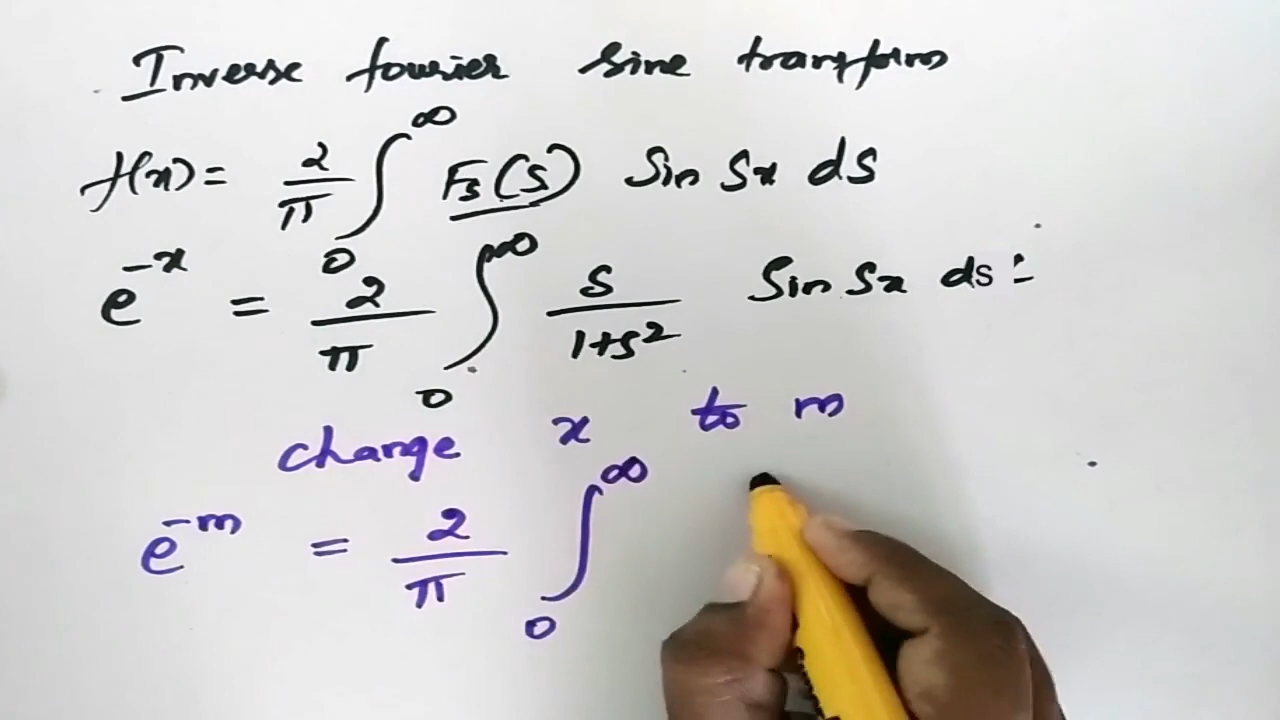 Inverse fourier sine transform
f(x) = 2/π ∫₀^∞ Fs(s) Sin Sx ds
e^-x = 2/π ∫₀^∞ s/1+s² Sin Sx ds
change x to m
e^-m = 2/π ∫₀^∞